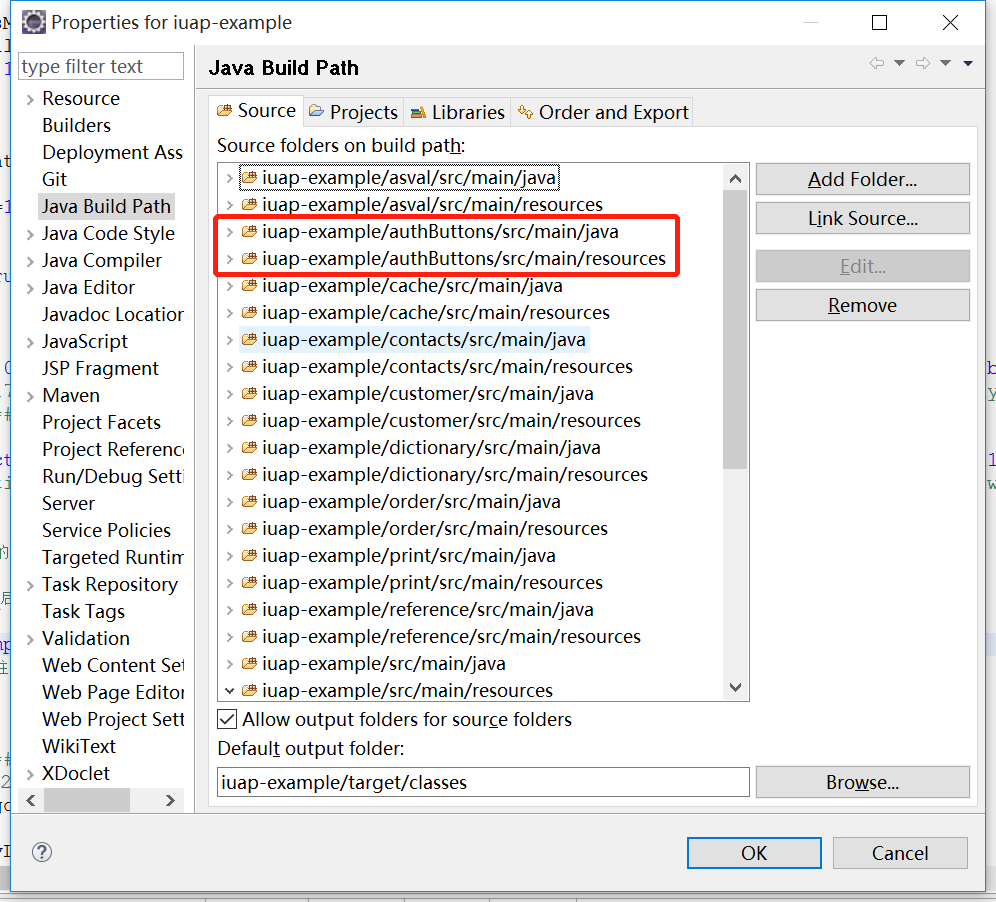 Properties for iuap-example
type filter text
Resource
Builders
Deployment Ass
Git
Java Build Path
Java Code Style
Java Compiler
Java Editor
Javadoc Location
JavaScript
JSP Fragment
Maven
Project Facets
Project Reference
Run/Debug Setti
Server
Service Policies
Targeted Runtim
Task Repository
Task Tags
Validation
Web Content Set
Web Page Editor
Web Project Sett
WikiText
XDoclet
Java Build Path
Source
Projects
Libraries
Order and Export
Source folders on build path:
iuap-example/asval/src/main/java
iuap-example/asval/src/main/resources
iuap-example/authButtons/src/main/java
iuap-example/authButtons/src/main/resources
iuap-example/cache/src/main/java
iuap-example/cache/src/main/resources
iuap-example/contacts/src/main/java
iuap-example/contacts/src/main/resources
iuap-example/customer/src/main/java
iuap-example/customer/src/main/resources
iuap-example/dictionary/src/main/java
iuap-example/dictionary/src/main/resources
iuap-example/order/src/main/java
iuap-example/order/src/main/resources
iuap-example/print/src/main/java
iuap-example/print/src/main/resources
iuap-example/reference/src/main/java
iuap-example/reference/src/main/resources
iuap-example/src/main/java
iuap-example/src/main/resources
Add Folder...
Link Source...
Edit...
Remove
Allow output folders for source folders
Default output folder:
iuap-example/target/classes
Browse...
OK
Cancel